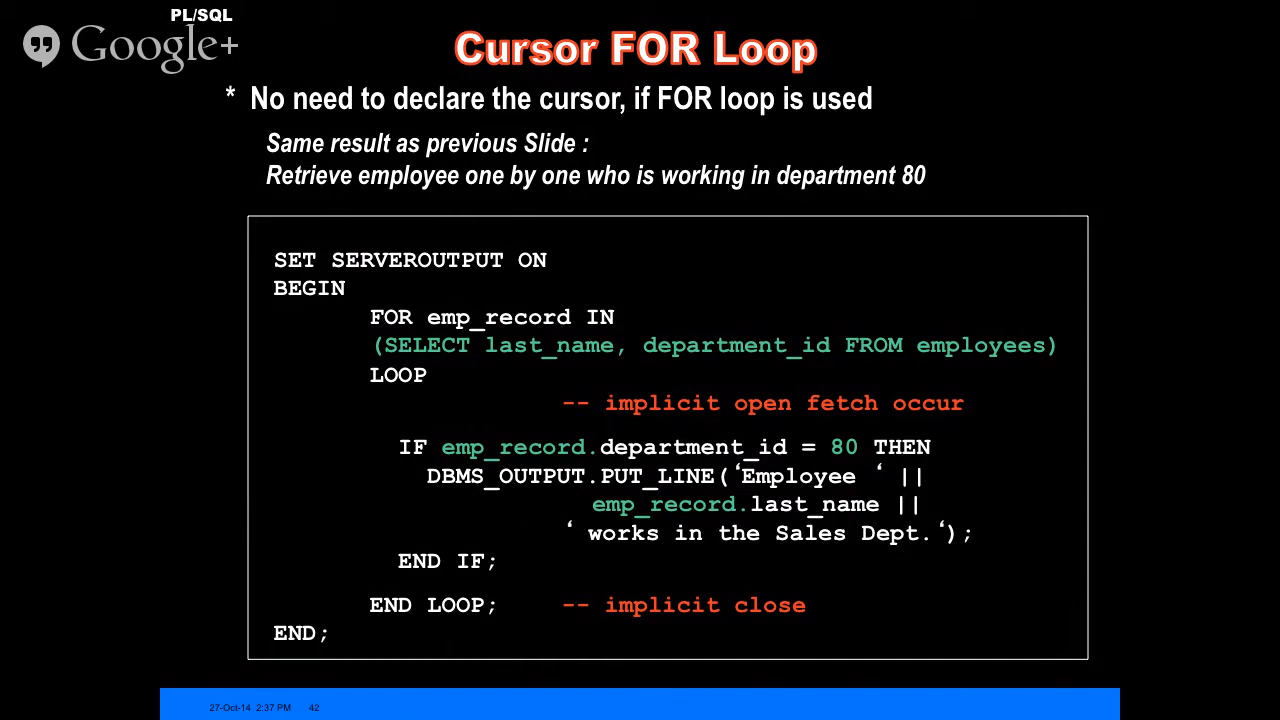 PL/SQL
Google+
Cursor FOR Loop
* No need to declare the cursor, if FOR loop is used
Same result as previous Slide :
Retrieve employee one by one who is working in department 80
SET SERVEROUTPUT ON
BEGIN
FOR emp_record IN
(SELECT last_name, department_id FROM employees)
LOOP
-- implicit open fetch occur
IF emp_record.department_id = 80 THEN
DBMS_OUTPUT.PUT_LINE(‘Employee ‘ ||
emp_record.last_name ||
‘ works in the Sales Dept.‘);
END IF;
END LOOP; -- implicit close
END;
27-Oct-14 2:37 PM 42